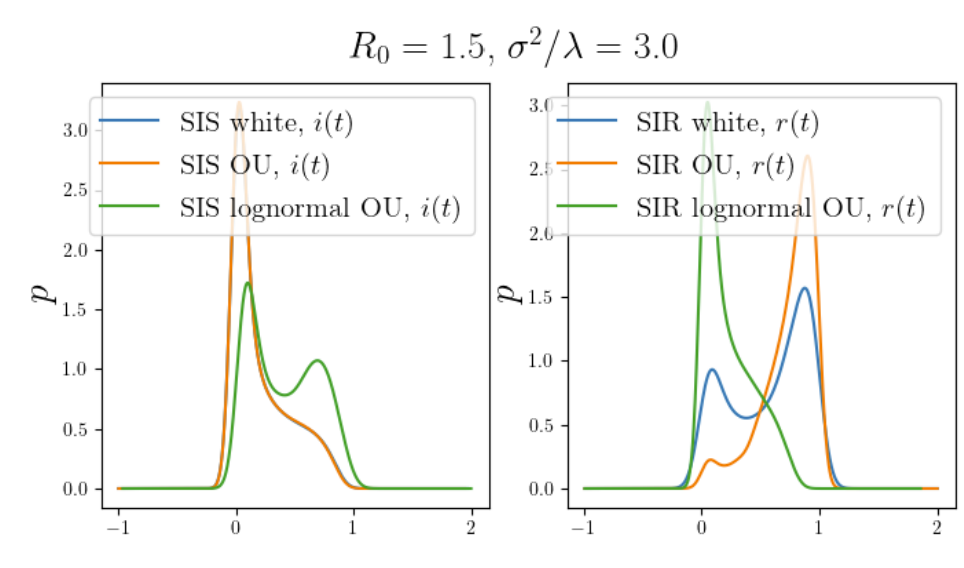 R₀ = 1.5, σ²/λ = 3.0
SIS white, i(t)
SIS OU, i(t)
SIS lognormal OU, i(t)
p
3.0
2.5
2.0
1.5
1.0
0.5
0.0
−1 0 1 2
SIR white, r(t)
SIR OU, r(t)
SIR lognormal OU, r(t)
p
3.0
2.5
2.0
1.5
1.0
0.5
0.0
−1 0 1 2